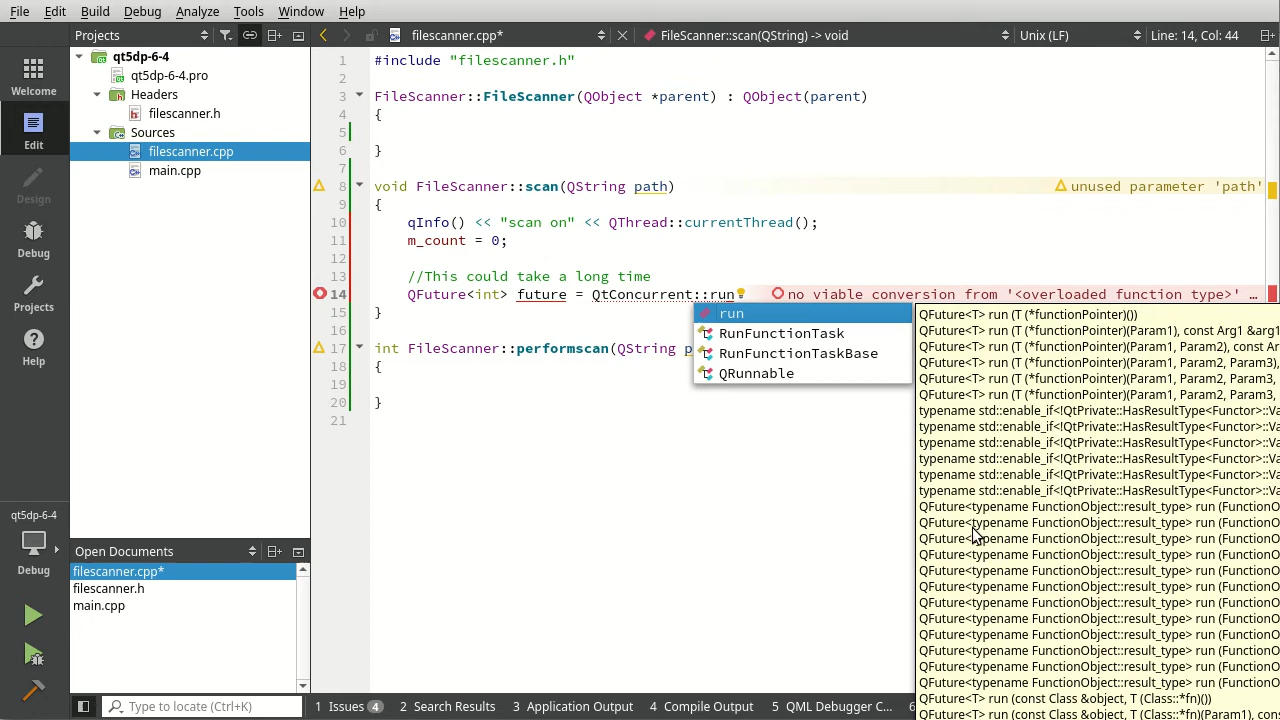 File Edit Build Debug Analyze Tools Window Help
Projects
filescanner.cpp*
FileScanner::scan(QString) -> void
Unix (LF)
Line: 14, Col: 44
Welcome
Edit
Design
Debug
Projects
Help
qt5dp-6-4
Debug
qt5dp-6-4
qt5dp-6-4.pro
Headers
filescanner.h
Sources
filescanner.cpp
main.cpp
Open Documents
filescanner.cpp*
filescanner.h
main.cpp
1 #include "filescanner.h"
2
3 FileScanner::FileScanner(QObject *parent) : QObject(parent)
4 {
5
6 }
7
8 void FileScanner::scan(QString path) unused parameter 'path'
9 {
10 qInfo() << "scan on" << QThread::currentThread();
11 m_count = 0;
12
13 //This could take a long time
14 QFuture<int> future = QtConcurrent::run no viable conversion from '<overloaded function type>' …
15 }
16
17 int FileScanner::performscan(QString p
18 {
19
20 }
21
run
RunFunctionTask
RunFunctionTaskBase
QRunnable
QFuture<T> run (T (*functionPointer)())
QFuture<T> run (T (*functionPointer)(Param1), const Arg1 &arg1
QFuture<T> run (T (*functionPointer)(Param1, Param2), const Ar
QFuture<T> run (T (*functionPointer)(Param1, Param2, Param3),
QFuture<T> run (T (*functionPointer)(Param1, Param2, Param3,
QFuture<T> run (T (*functionPointer)(Param1, Param2, Param3,
typename std::enable_if<!QtPrivate::HasResultType<Functor>::Va
typename std::enable_if<!QtPrivate::HasResultType<Functor>::Va
typename std::enable_if<!QtPrivate::HasResultType<Functor>::Va
typename std::enable_if<!QtPrivate::HasResultType<Functor>::Va
typename std::enable_if<!QtPrivate::HasResultType<Functor>::Va
typename std::enable_if<!QtPrivate::HasResultType<Functor>::Va
QFuture<typename FunctionObject::result_type> run (FunctionO
QFuture<typename FunctionObject::result_type> run (FunctionO
QFuture<typename FunctionObject::result_type> run (FunctionO
QFuture<typename FunctionObject::result_type> run (FunctionO
QFuture<typename FunctionObject::result_type> run (FunctionO
QFuture<typename FunctionObject::result_type> run (FunctionO
QFuture<typename FunctionObject::result_type> run (FunctionO
QFuture<typename FunctionObject::result_type> run (FunctionO
QFuture<typename FunctionObject::result_type> run (FunctionO
QFuture<typename FunctionObject::result_type> run (FunctionO
QFuture<typename FunctionObject::result_type> run (FunctionO
QFuture<typename FunctionObject::result_type> run (FunctionO
QFuture<T> run (const Class &object, T (Class::*fn)())
QFuture<T> run (const Class &object, T (Class::*fn)(Param1), cons
Type to locate (Ctrl+K)
1 Issues 4
2 Search Results
3 Application Output
4 Compile Output
5 QML Debugger C...
6